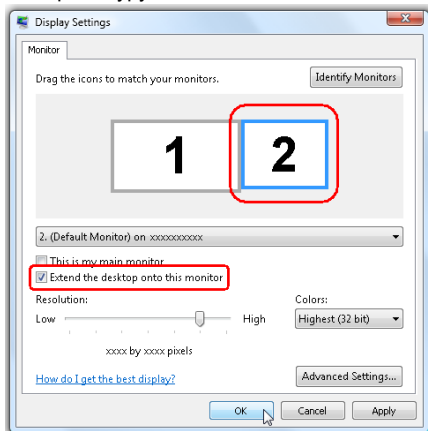 Display Settings
Monitor
Drag the icons to match your monitors.
Identify Monitors
1
2
2. (Default Monitor) on xxxxxxxxxx
This is my main monitor
Extend the desktop onto this monitor
Resolution:
Colors:
Low
High
Highest (32 bit)
xxxx by xxxx pixels
How do I get the best display?
Advanced Settings...
OK
Cancel
Apply